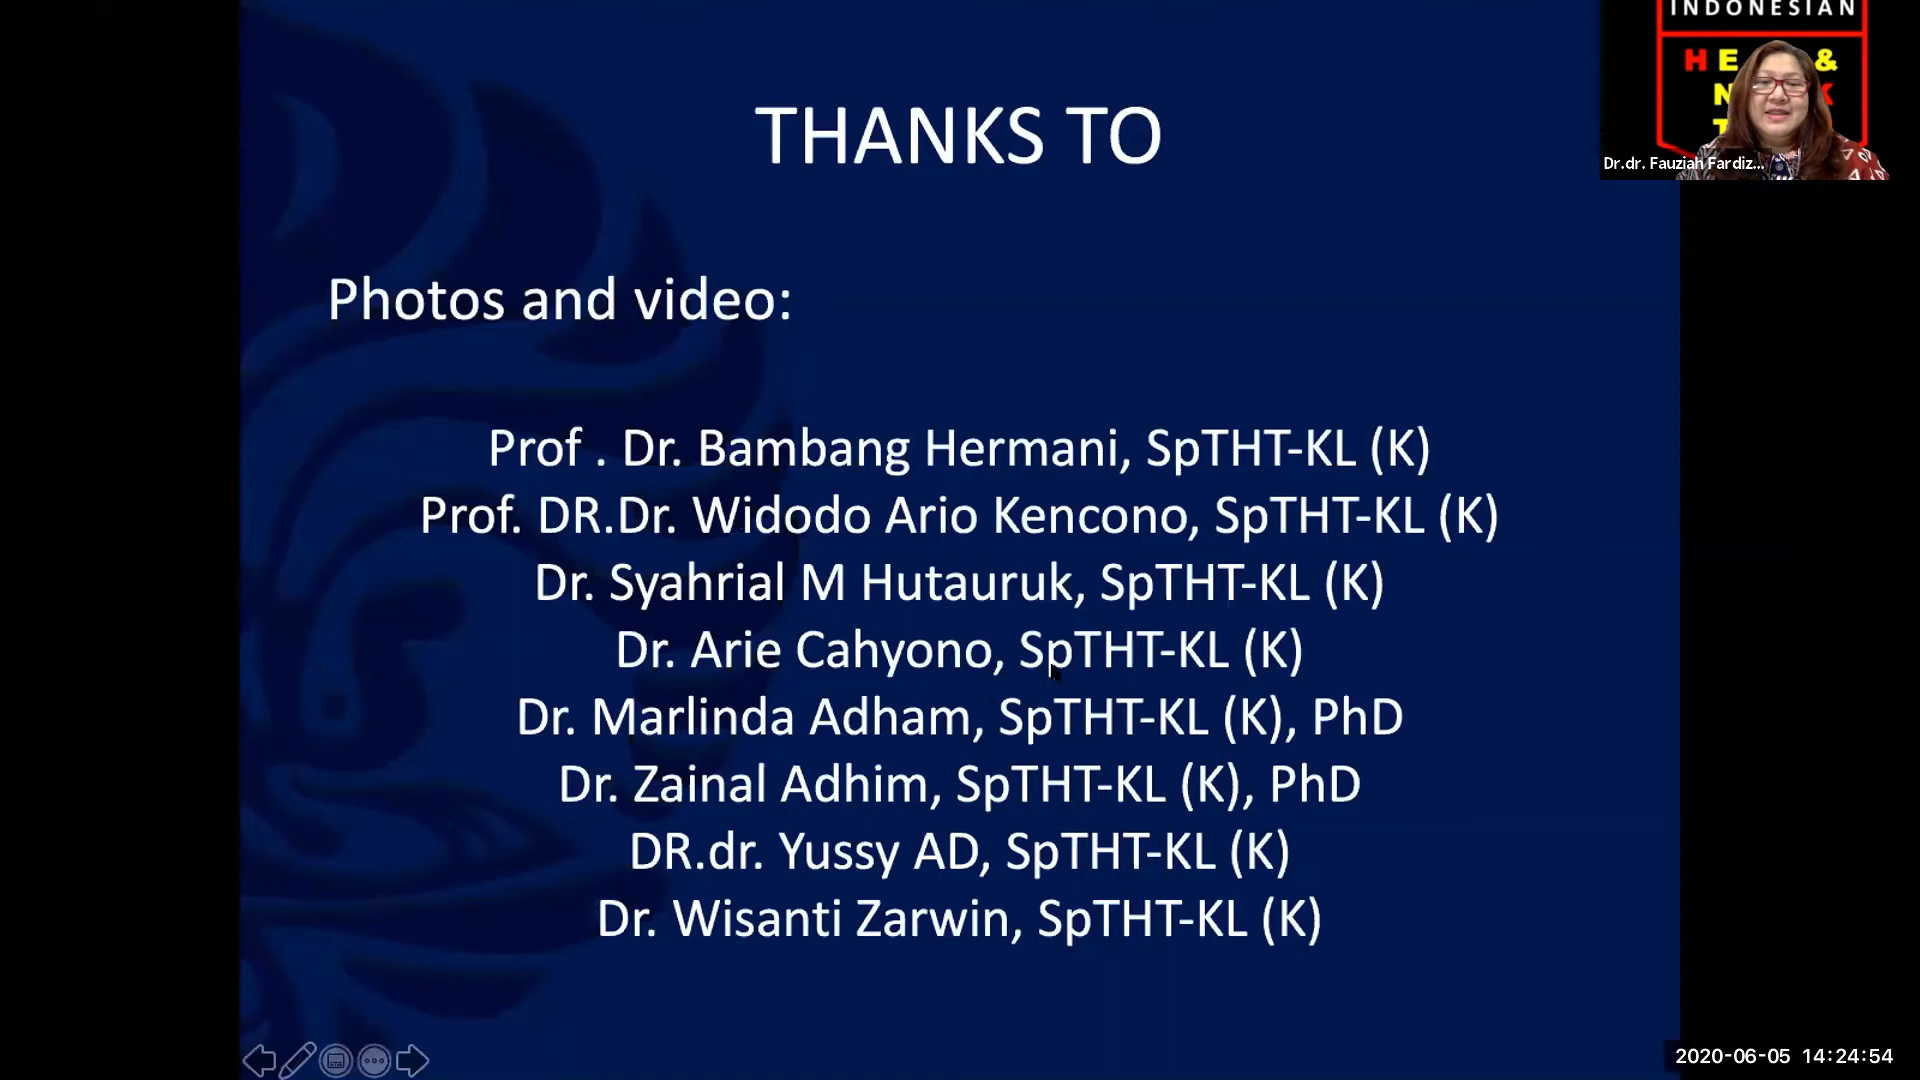 INDONESIAN
HE &
N K
Dr.dr. Fauziah Fardiz...
THANKS TO
Photos and video:
Prof . Dr. Bambang Hermani, SpTHT-KL (K)
Prof. DR.Dr. Widodo Ario Kencono, SpTHT-KL (K)
Dr. Syahrial M Hutauruk, SpTHT-KL (K)
Dr. Arie Cahyono, SpTHT-KL (K)
Dr. Marlinda Adham, SpTHT-KL (K), PhD
Dr. Zainal Adhim, SpTHT-KL (K), PhD
DR.dr. Yussy AD, SpTHT-KL (K)
Dr. Wisanti Zarwin, SpTHT-KL (K)
2020-06-05 14:24:54